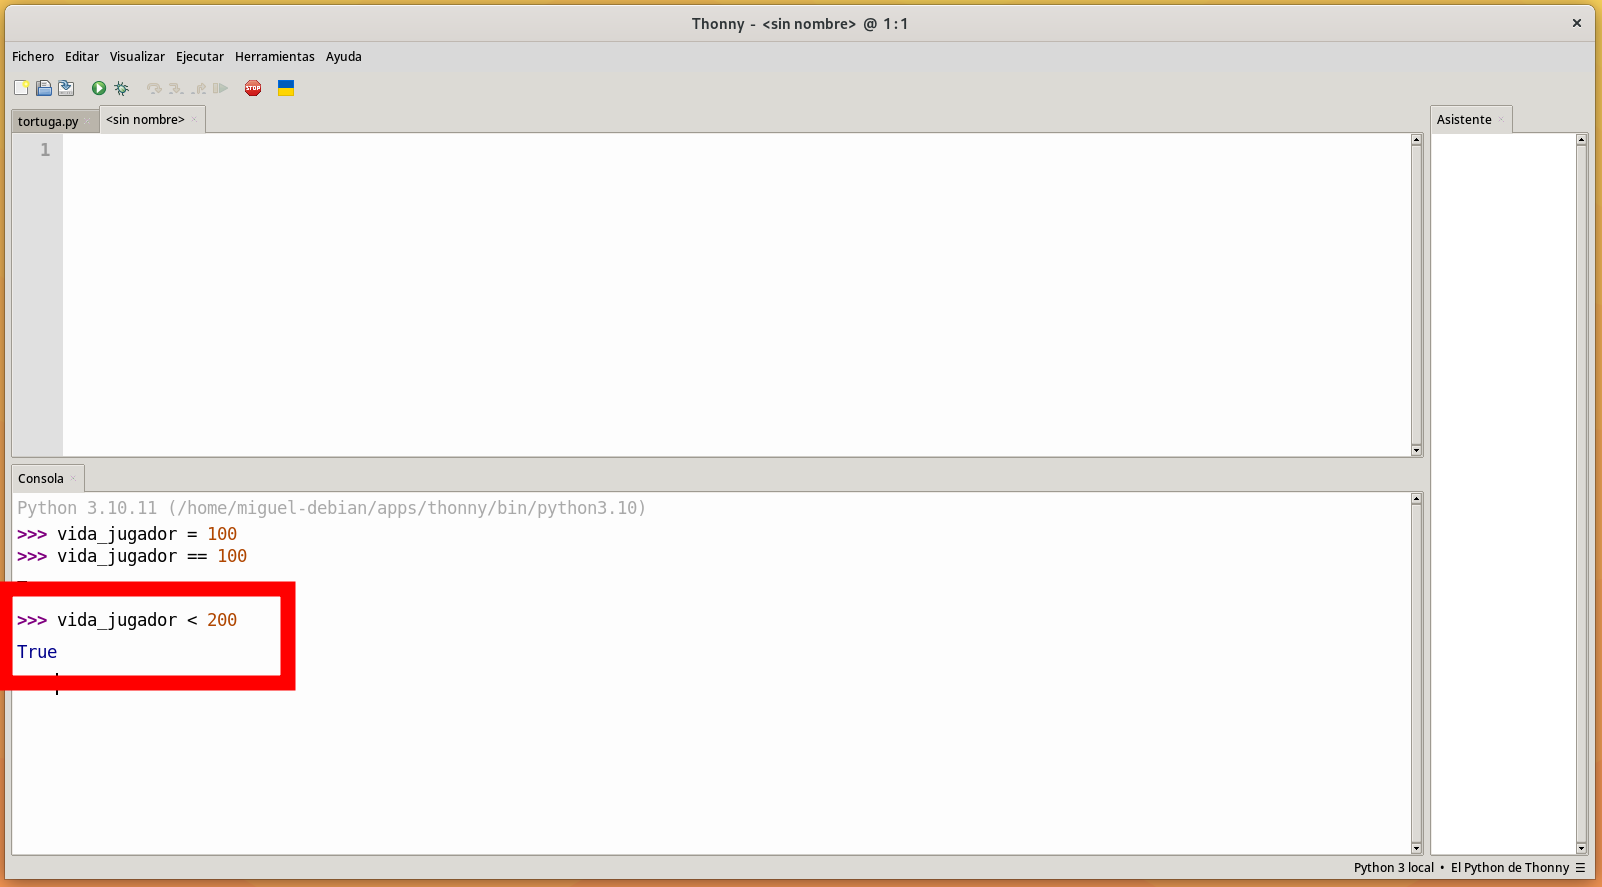 Thonny - <sin nombre> @ 1:1
Fichero Editar Visualizar Ejecutar Herramientas Ayuda
STOP
tortuga.py <sin nombre>
Asistente
1
Consola
Python 3.10.11 (/home/miguel-debian/apps/thonny/bin/python3.10)
>>> vida_jugador = 100
>>> vida_jugador == 100
>>> vida_jugador < 200
True
Python 3 local • El Python de Thonny ☰